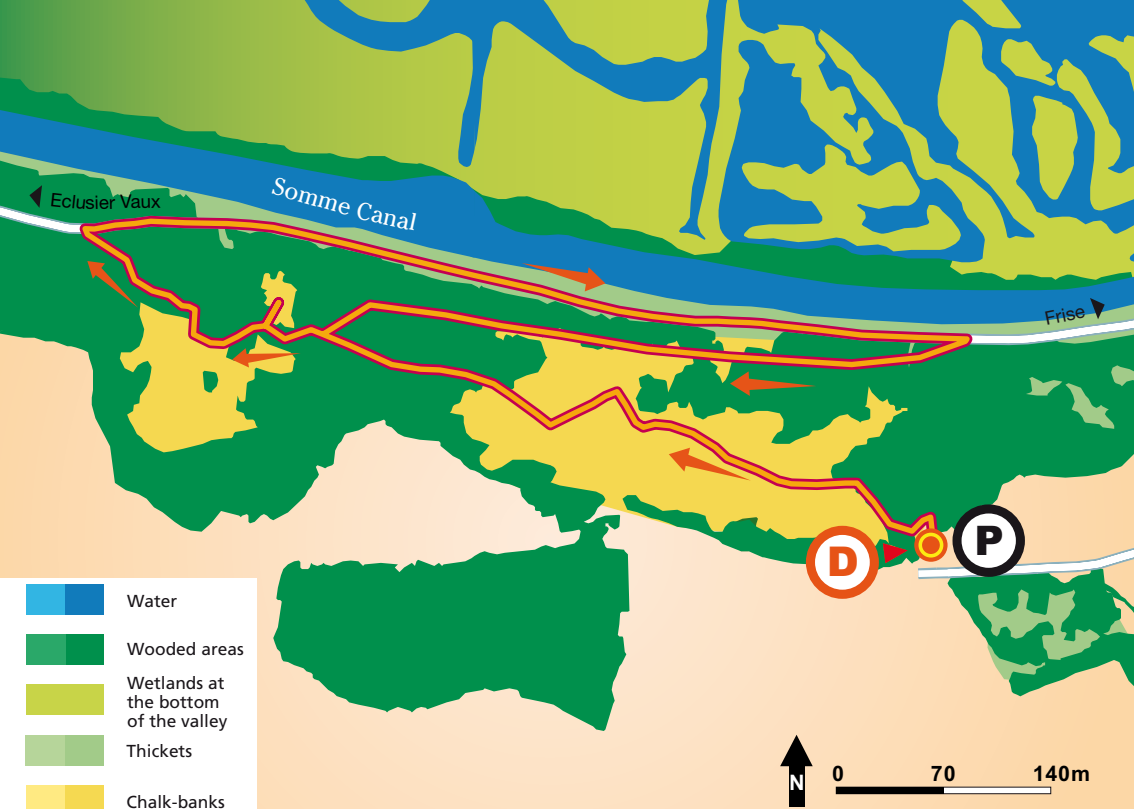 Eclusier Vaux
Somme Canal
Frise
D
P
Water
Wooded areas
Wetlands at
the bottom
of the valley
Thickets
Chalk-banks
N
0 70 140m